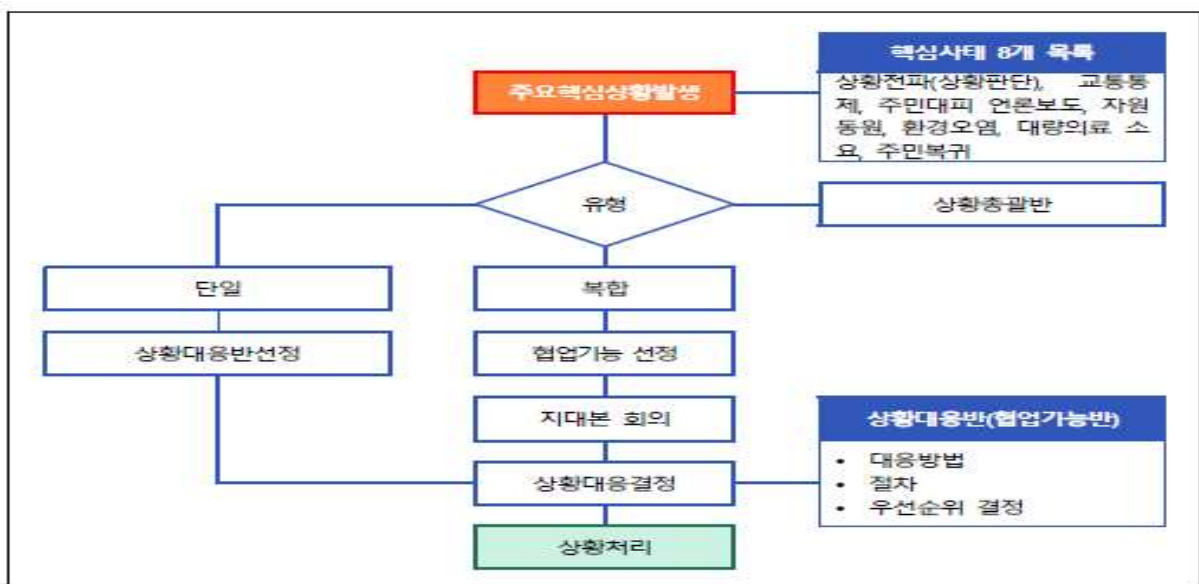 핵심사태 8개 목록
주요핵심상황발생
상황전파(상황판단), 교통통
제, 주민대피 언론보도, 자원
동원, 환경오염, 대량의료 소
요, 주민복귀
유형
상황총괄반
단일
복합
상황대응반선정
협업기능 선정
지대본 회의
상황대응반(협업가능반)
상황대응결정
• 대응방법
• 절차
• 우선순위 결정
상황처리